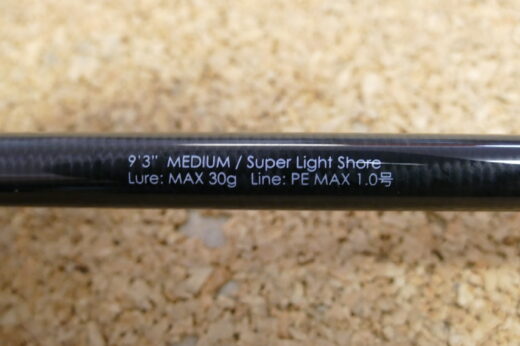 9'3" MEDIUM / Super Light Shore
Lure: MAX 30g Line: PE MAX 1.0号